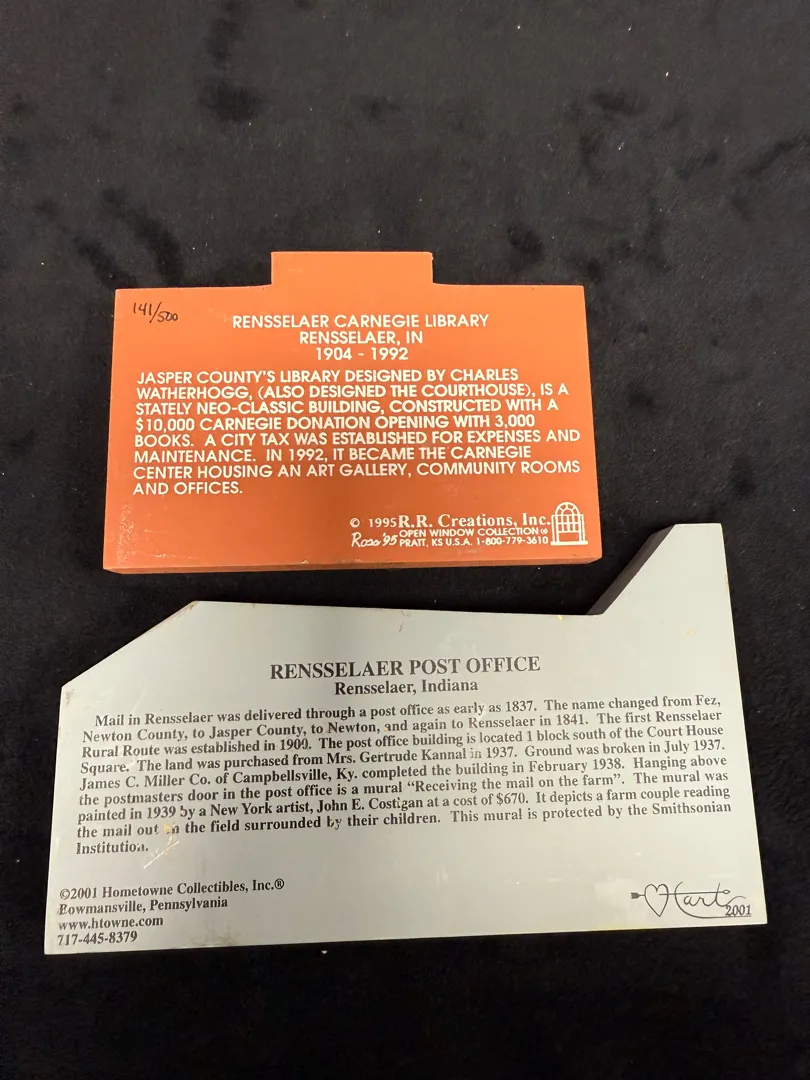 141/500
RENSSELAER CARNEGIE LIBRARY
RENSSELAER, IN
1904 - 1992
JASPER COUNTY'S LIBRARY DESIGNED BY CHARLES
WATHERHOGG, (ALSO DESIGNED THE COURTHOUSE), IS A
STATELY NEO-CLASSIC BUILDING, CONSTRUCTED WITH A
$10,000 CARNEGIE DONATION OPENING WITH 3,000
BOOKS. A CITY TAX WAS ESTABLISHED FOR EXPENSES AND
MAINTENANCE. IN 1992, IT BECAME THE CARNEGIE
CENTER HOUSING AN ART GALLERY, COMMUNITY ROOMS
AND OFFICES.
© 1995 R.R. Creations, Inc.
OPEN WINDOW COLLECTION
Rosa '95 PRATT, KS U.S.A. 1-800-779-3610
RENSSELAER POST OFFICE
Rensselaer, Indiana
Mail in Rensselaer was delivered through a post office as early as 1837. The name changed from Fez,
Newton County, to Jasper County, to Newton, and again to Rensselaer in 1841. The first Rensselaer
Rural Route was established in 1900. The post office building is located 1 block south of the Court House
Square. The land was purchased from Mrs. Gertrude Kannal in 1937. Ground was broken in July 1937.
James C. Miller Co. of Campbellsville, Ky. completed the building in February 1938. Hanging above
the postmasters door in the post office is a mural "Receiving the mail on the farm". The mural was
painted in 1939 by a New York artist, John E. Costigan at a cost of $670. It depicts a farm couple reading
the mail out in the field surrounded by their children. This mural is protected by the Smithsonian
Institution.
©2001 Hometowne Collectibles, Inc.®
Bowmansville, Pennsylvania
www.htowne.com
717-445-8379
Hart
2001